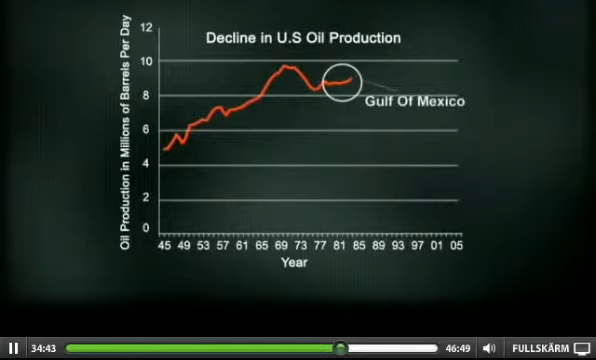 Decline in U.S Oil Production
Oil Production in Millions of Barrels Per Day
12
10
8
6
4
2
0
Gulf Of Mexico
45 49 53 57 61 65 69 73 77 81 85 89 93 97 01 05
Year
34:43
46:49
FULLSKÄRM